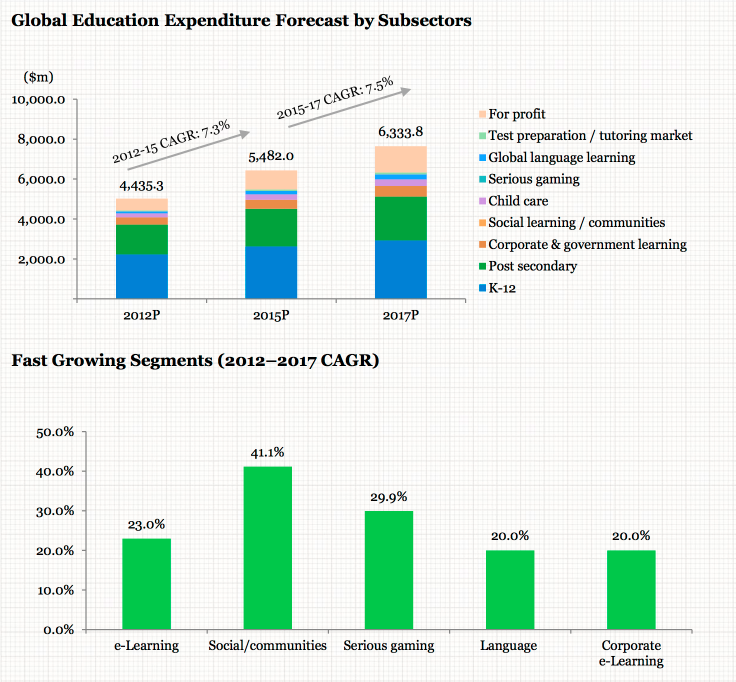 Global Education Expenditure Forecast by Subsectors
($m)
10,000.0
8,000.0
6,000.0
4,000.0
2,000.0
2012-15 CAGR: 7.3%
2015-17 CAGR: 7.5%
4,435.3
5,482.0
6,333.8
2012P
2015P
2017P
For profit
Test preparation / tutoring market
Global language learning
Serious gaming
Child care
Social learning / communities
Corporate & government learning
Post secondary
K-12
Fast Growing Segments (2012–2017 CAGR)
50.0%
40.0%
30.0%
20.0%
10.0%
0.0%
23.0%
41.1%
29.9%
20.0%
20.0%
e-Learning
Social/communities
Serious gaming
Language
Corporate
e-Learning